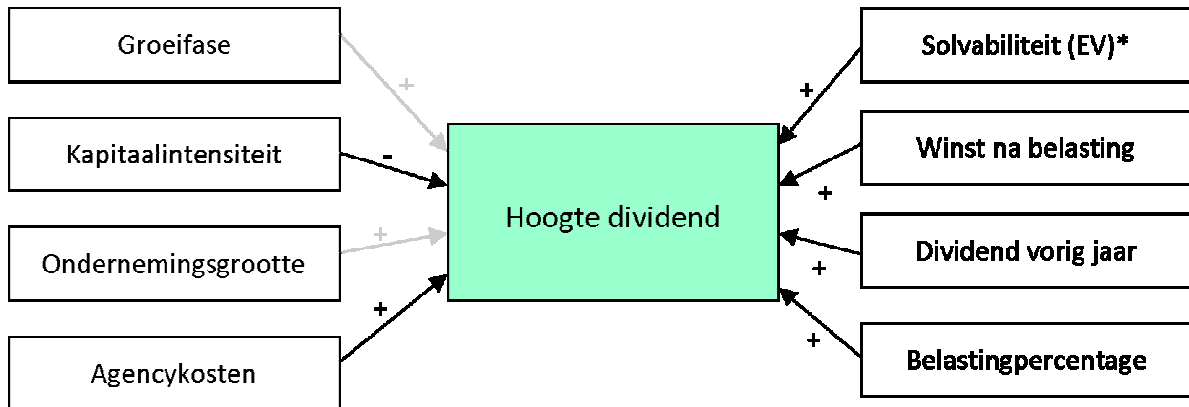 Groeifase
Kapitaalintensiteit
Ondernemingsgrootte
Agencykosten
+
-
+
+
Hoogte dividend
+
+
+
+
Solvabiliteit (EV)*
Winst na belasting
Dividend vorig jaar
Belastingpercentage